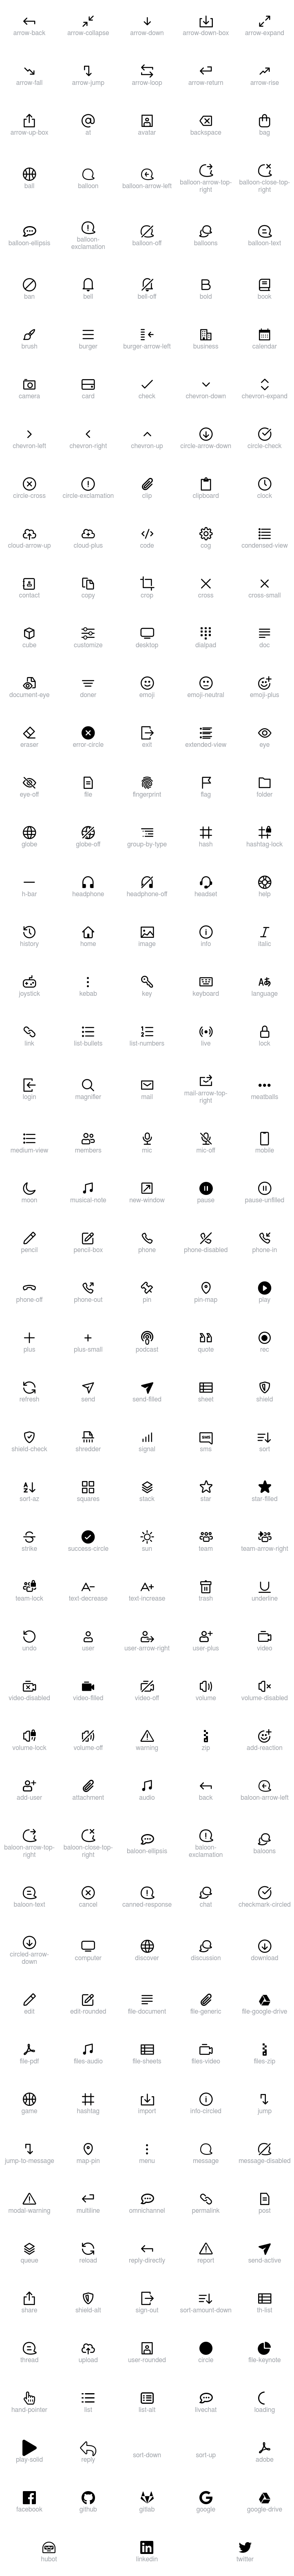 arrow-back arrow-collapse arrow-down arrow-down-box arrow-expand
arrow-fall arrow-jump arrow-loop arrow-return arrow-rise
arrow-up-box at avatar backspace bag
ball balloon balloon-arrow-left balloon-arrow-top-right balloon-close-top-right
balloon-ellipsis balloon-exclamation balloon-off balloons balloon-text
ban bell bell-off bold book
brush burger burger-arrow-left business calendar
camera card check chevron-down chevron-expand
chevron-left chevron-right chevron-up circle-arrow-down circle-check
circle-cross circle-exclamation clip clipboard clock
cloud-arrow-up cloud-plus code cog condensed-view
contact copy crop cross cross-small
cube customize desktop dialpad doc
document-eye doner emoji emoji-neutral emoji-plus
eraser error-circle exit extended-view eye
eye-off file fingerprint flag folder
globe globe-off group-by-type hash hashtag-lock
h-bar headphone headphone-off headset help
history home image info italic
joystick kebab key keyboard language
link list-bullets list-numbers live lock
login magnifier mail mail-arrow-top-right meatballs
medium-view members mic mic-off mobile
moon musical-note new-window pause pause-unfilled
pencil pencil-box phone phone-disabled phone-in
phone-off phone-out pin pin-map play
plus plus-small podcast quote rec
refresh send send-filled sheet shield
shield-check shredder signal sms sort
sort-az squares stack star star-filled
strike success-circle sun team team-arrow-right
team-lock text-decrease text-increase trash underline
undo user user-arrow-right user-plus video
video-disabled video-filled video-off volume volume-disabled
volume-lock volume-off warning zip add-reaction
add-user attachment audio back baloon-arrow-left
baloon-arrow-top-right baloon-close-top-right baloon-ellipsis baloon-exclamation baloons
baloon-text cancel canned-response chat checkmark-circled
circled-arrow-down computer discover discussion download
edit edit-rounded file-document file-generic file-google-drive
file-pdf files-audio file-sheets files-video files-zip
game hashtag import info-circled jump
jump-to-message map-pin menu message message-disabled
modal-warning multiline omnichannel permalink post
queue reload reply-directly report send-active
share shield-alt sign-out sort-amount-down th-list
thread upload user-rounded circle file-keynote
hand-pointer list list-alt livechat loading
play-solid reply sort-down sort-up adobe
facebook github gitlab google google-drive
hubot linkedin twitter